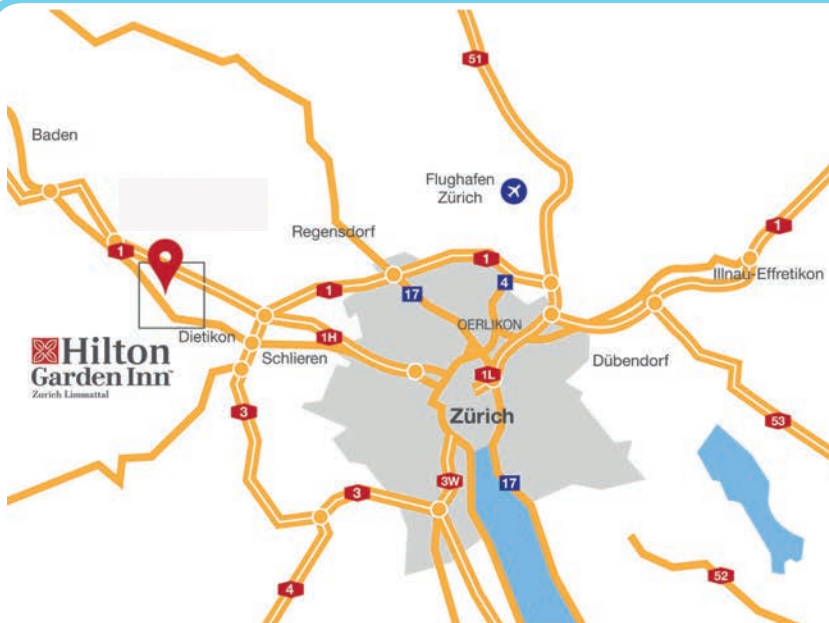 51
Baden
Flughafen
Zürich
Regensdorf
1
1
1
Illnau-Effretikon
1
17
4
OERLIKON
Dietikon
1H
Schlieren
Hilton
Garden Inn™
Zurich Limmattal
Dübendorf
1L
3
Zürich
53
3
3W
17
4
52